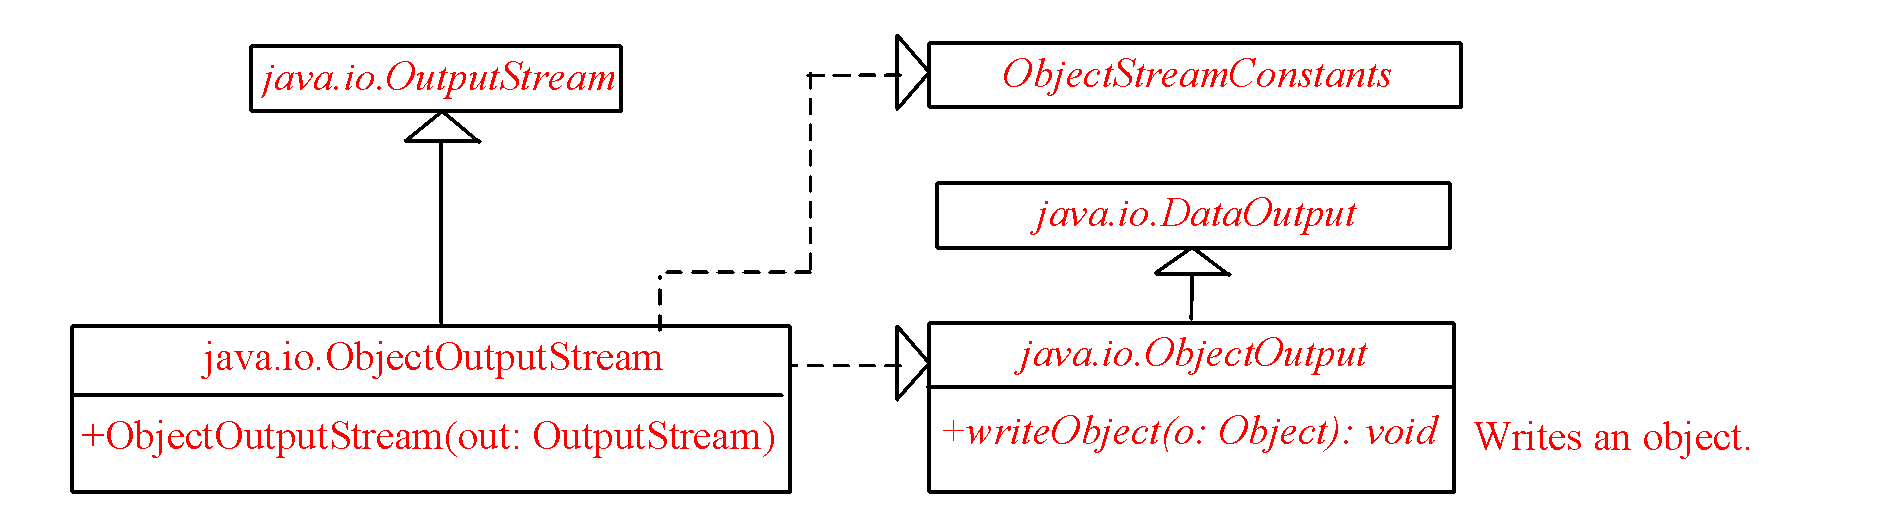 java.io.OutputStream
ObjectStreamConstants
java.io.DataOutput
java.io.ObjectOutputStream
+ObjectOutputStream(out: OutputStream)
java.io.ObjectOutput
+writeObject(o: Object): void
Writes an object.